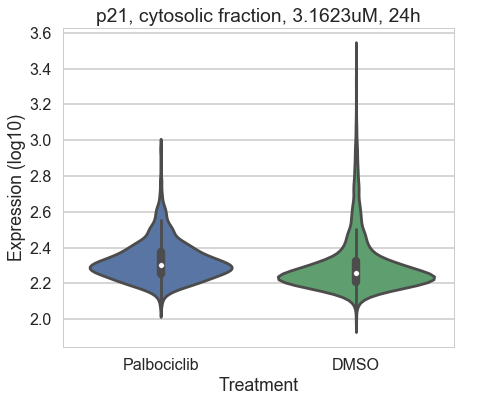 p21, cytosolic fraction, 3.1623uM, 24h
3.6
3.4
3.2
3.0
2.8
2.6
2.4
2.2
2.0
Expression (log10)
Palbociclib DMSO
Treatment